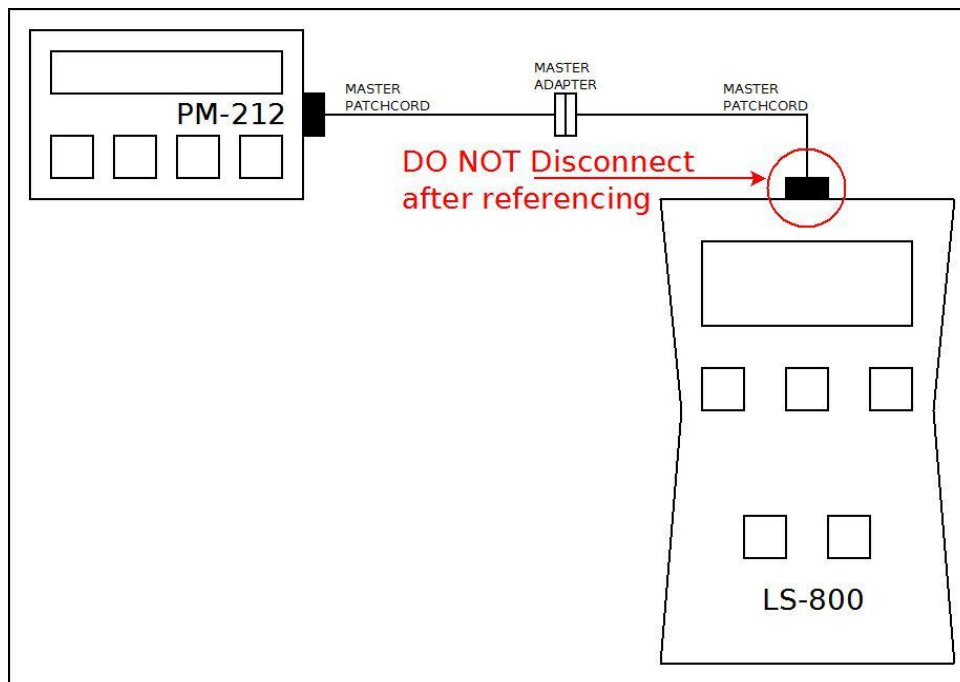 PM-212
MASTER
PATCHCORD
MASTER
ADAPTER
MASTER
PATCHCORD
DO NOT Disconnect
after referencing
LS-800